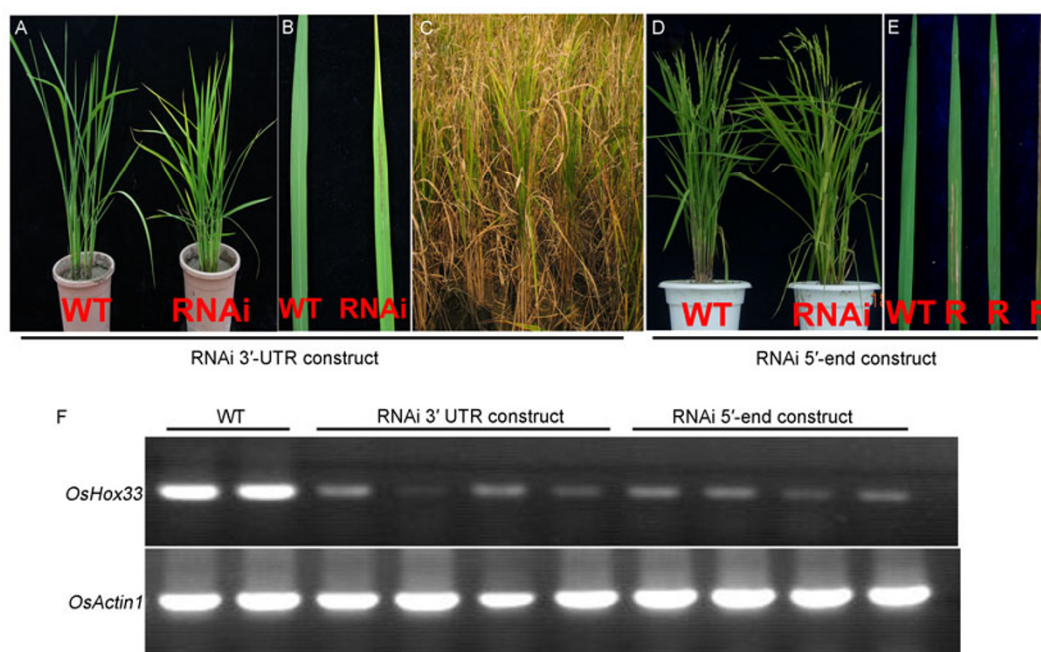 A B C D E
WT RNAi WT RNAi WT RNAi WT R R
RNAi 3′-UTR construct RNAi 5′-end construct
F WT RNAi 3′ UTR construct RNAi 5′-end construct
OsHox33
OsActin1